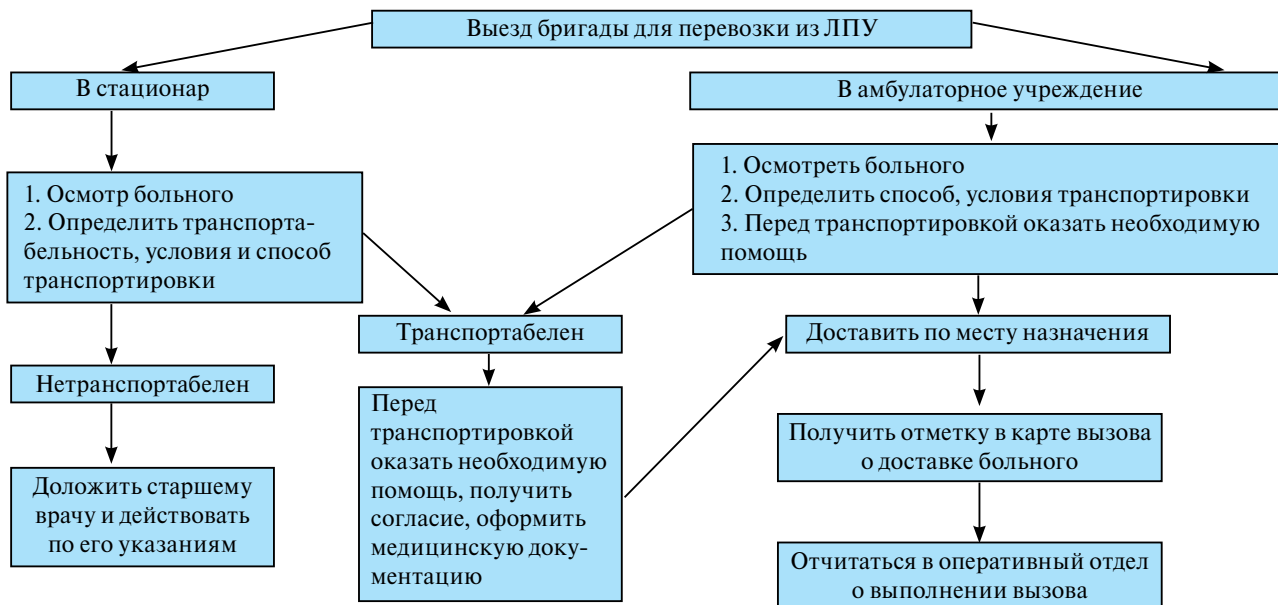 Выезд бригады для перевозки из ЛПУ
В стационар
В амбулаторное учреждение
1. Осмотр больного
2. Определить транспорта-
бельность, условия и способ
транспортировки
1. Осмотреть больного
2. Определить способ, условия транспортировки
3. Перед транспортировкой оказать необходимую
помощь
Транспортабелен
Доставить по месту назначения
Нетранспортабелен
Перед
транспортировкой
оказать необходимую
помощь, получить
согласие, оформить
медицинскую доку-
ментацию
Получить отметку в карте вызова
о доставке больного
Доложить старшему
врачу и действовать
по его указаниям
Отчитаться в оперативный отдел
о выполнении вызова